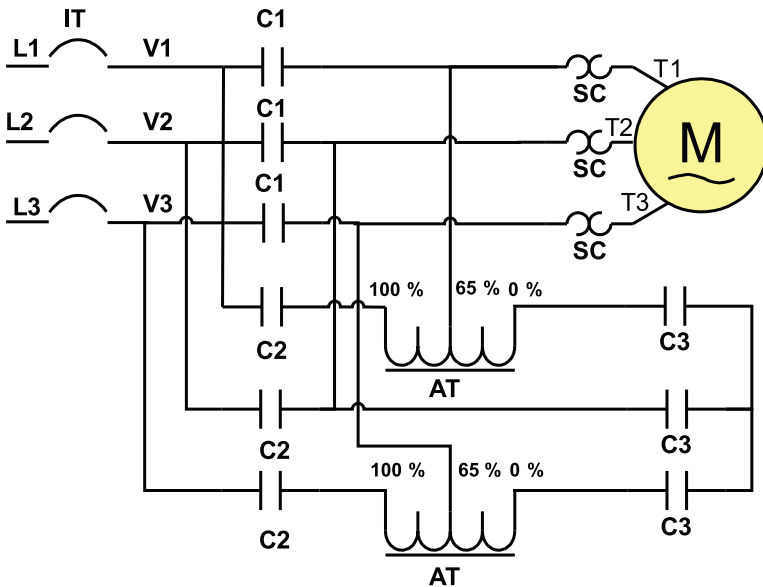 IT
C1
L1
V1
T1
SC
C1
L2
V2
T2
M
SC
C1
L3
V3
T3
SC
100 %
65 %
0 %
C2
C3
AT
C2
C3
100 %
65 %
0 %
C2
C3
AT